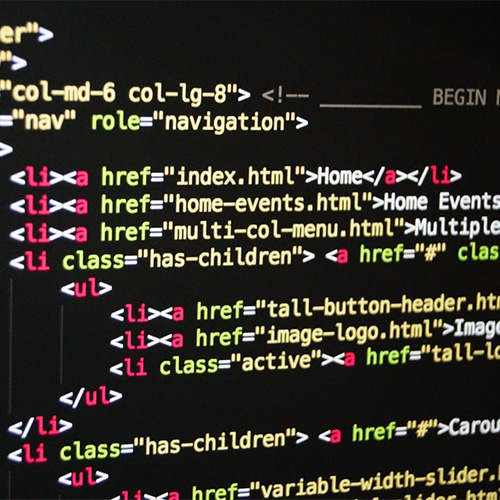 er">
">
"col-md-6 col-lg-8"> <!-- __________ BEGIN
="nav" role="navigation">
>
<li><a href="index.html">Home</a></li>
<li><a href="home-events.html">Home Events
<li><a href="multi-col-menu.html">Multiple
<li class="has-children"> <a href="#" clas
<ul>
<li><a href="tall-button-header.htm
<li><a href="image-logo.html">Imag
<li class="active"><a href="tall-lo
</ul>
</li>
<li class="has-children"> <a href="#">Carou
<ul>
<li><a href="variable-width-slider.